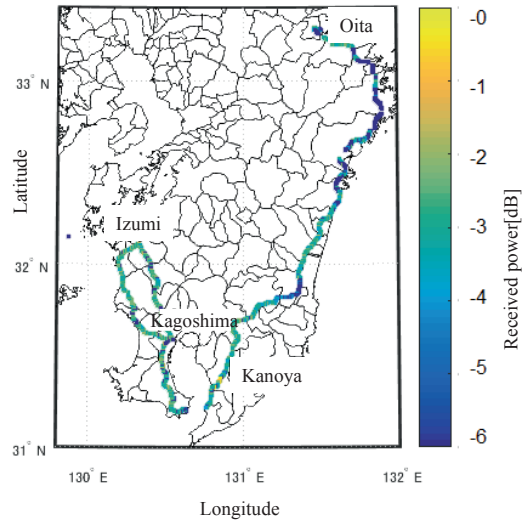 Oita
Izumi
Kagoshima
Kanoya
33° N
32° N
31° N
130° E
131° E
132° E
Latitude
Longitude
-0
-1
-2
-3
-4
-5
-6
Received power[dB]